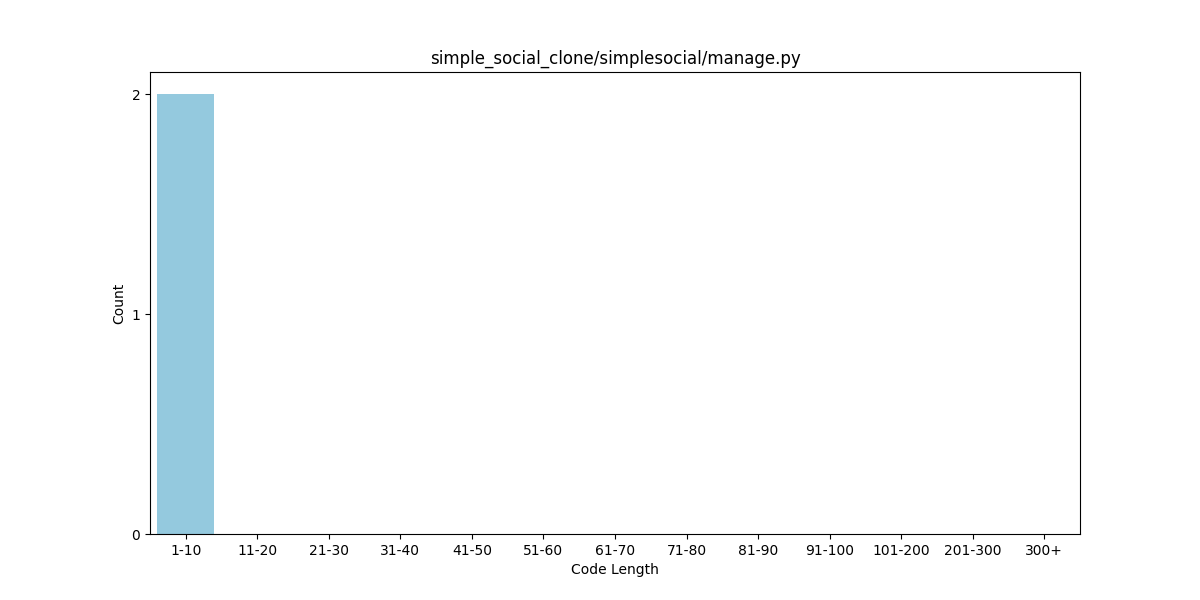 simple_social_clone/simplesocial/manage.py
2
1
0
Count
1-10 11-20 21-30 31-40 41-50 51-60 61-70 71-80 81-90 91-100 101-200 201-300 300+
Code Length